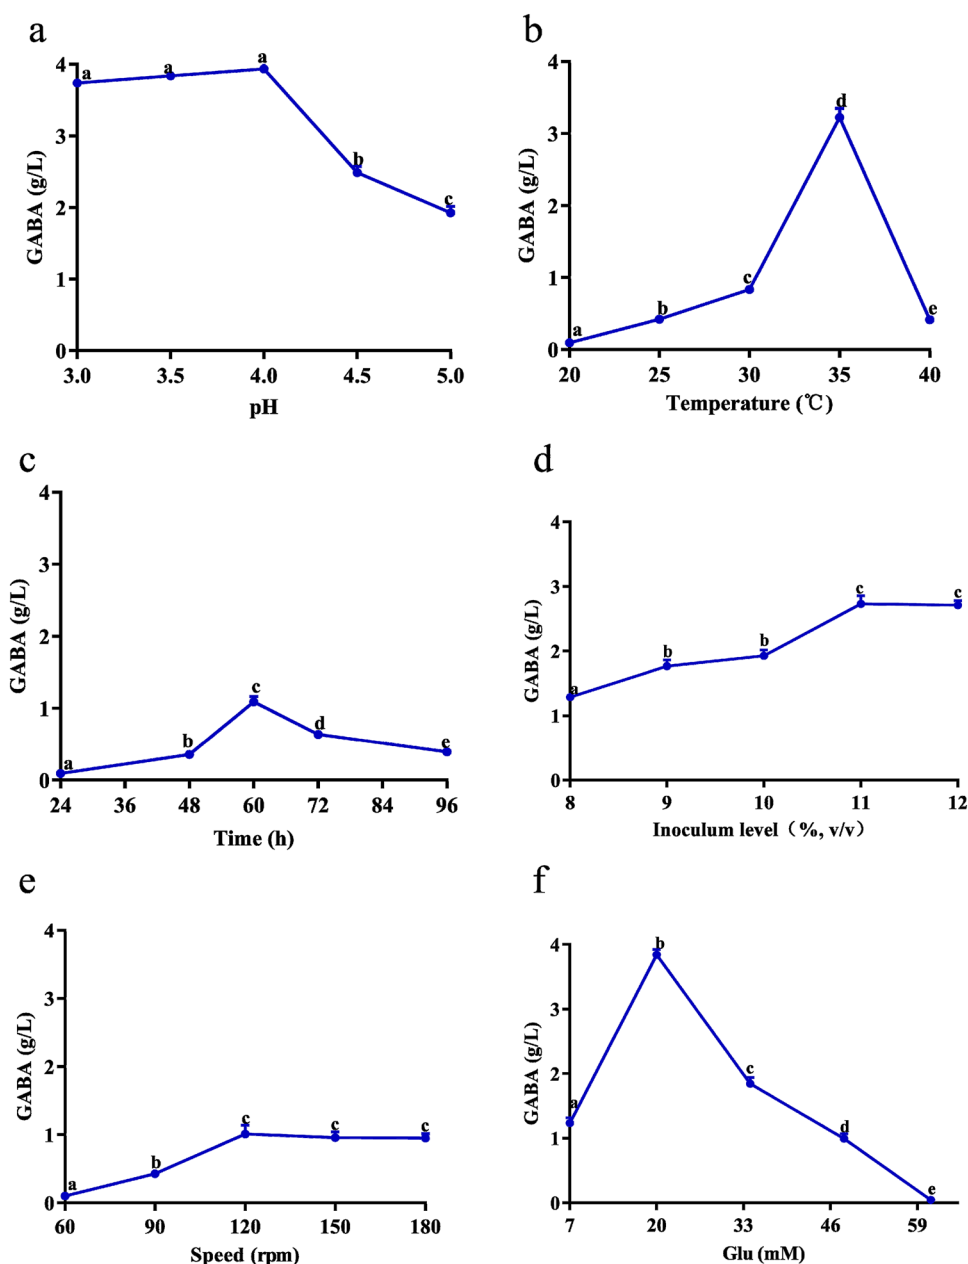 a
4
3
2
1
0
GABA (g/L)
a
a
a
b
c
3.0 3.5 4.0 4.5 5.0
pH
b
4
3
2
1
0
GABA (g/L)
a
b
c
d
e
20 25 30 35 40
Temperature (℃)
c
4
3
2
1
0
GABA (g/L)
a
b
c
d
e
24 36 48 60 72 84 96
Time (h)
d
4
3
2
1
0
GABA (g/L)
a
b
b
c
c
8 9 10 11 12
Inoculum level（%, v/v）
e
4
3
2
1
0
GABA (g/L)
a
b
c
c
c
60 90 120 150 180
Speed (rpm)
f
4
3
2
1
0
GABA (g/L)
a
b
c
d
e
7 20 33 46 59
Glu (mM)